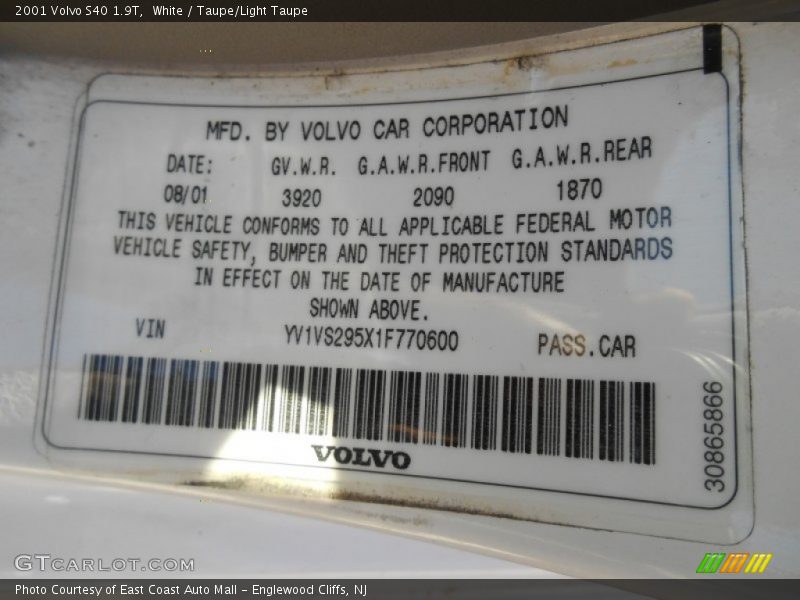 2001 Volvo S40 1.9T,  White / Taupe/Light Taupe
MFD. BY VOLVO CAR CORPORATION
DATE: GV.W.R. G.A.W.R.FRONT G.A.W.R.REAR
08/01 3920 2090 1870
THIS VEHICLE CONFORMS TO ALL APPLICABLE FEDERAL MOTOR
VEHICLE SAFETY, BUMPER AND THEFT PROTECTION STANDARDS
IN EFFECT ON THE DATE OF MANUFACTURE
SHOWN ABOVE.
VIN YV1VS295X1F770600 PASS.CAR
VOLVO
30865866
GTCARLOT.COM
Photo Courtesy of East Coast Auto Mall - Englewood Cliffs, NJ